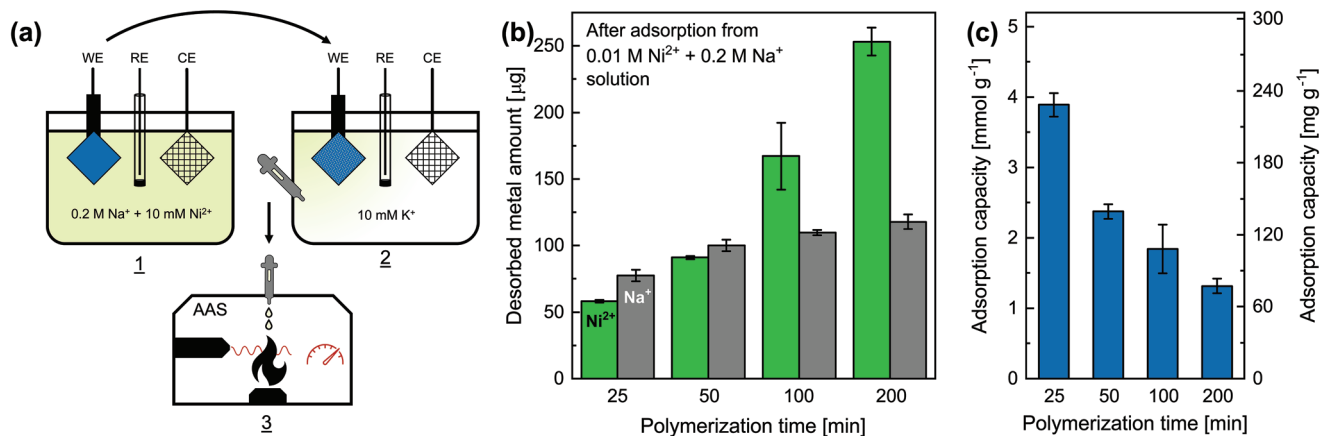 (a)
WE
RE
CE
WE
RE
CE
0.2 M Na⁺ + 10 mM Ni²⁺
10 mM K⁺
1
2
AAS
3
(b)
After adsorption from
0.01 M Ni²⁺ + 0.2 M Na⁺
solution
Desorbed metal amount [µg]
250
200
150
100
50
0
Ni²⁺
Na⁺
25
50
100
200
Polymerization time [min]
(c)
Adsorption capacity [mmol g⁻¹]
5
4
3
2
1
0
25
50
100
200
Polymerization time [min]
300
240
180
120
60
0
Adsorption capacity [mg g⁻¹]